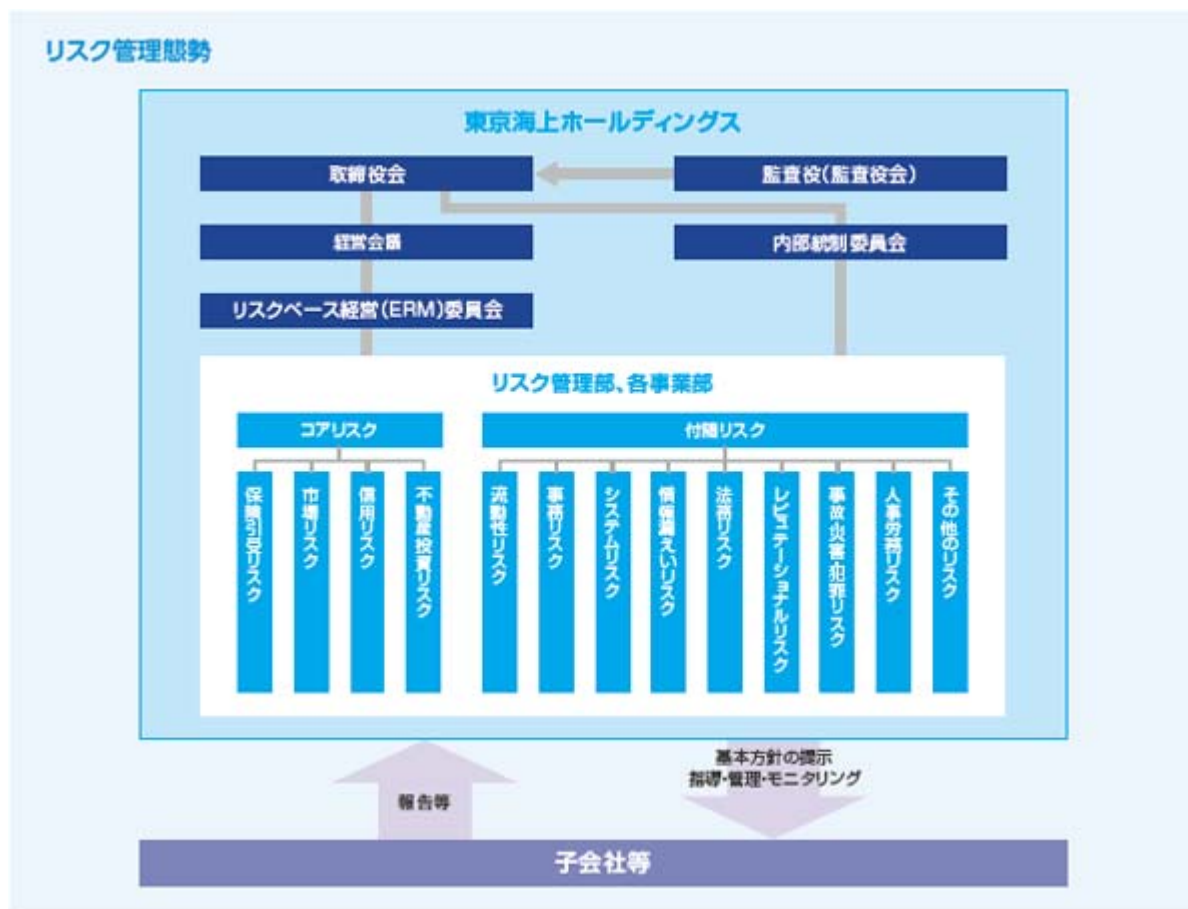 リスク管理態勢
東京海上ホールディングス
取締役会
監査役(監査役会)
経営会議
内部統制委員会
リスクベース経営(ERM)委員会
リスク管理部、各事業部
コアリスク
付随リスク
保険引受リスク
市場リスク
信用リスク
不動産投資リスク
流動性リスク
事務リスク
システムリスク
情報漏えいリスク
法務リスク
レピュテーショナルリスク
事故・災害・犯罪リスク
人事労務リスク
その他のリスク
報告等
基本方針の提示
指導・管理・モニタリング
子会社等